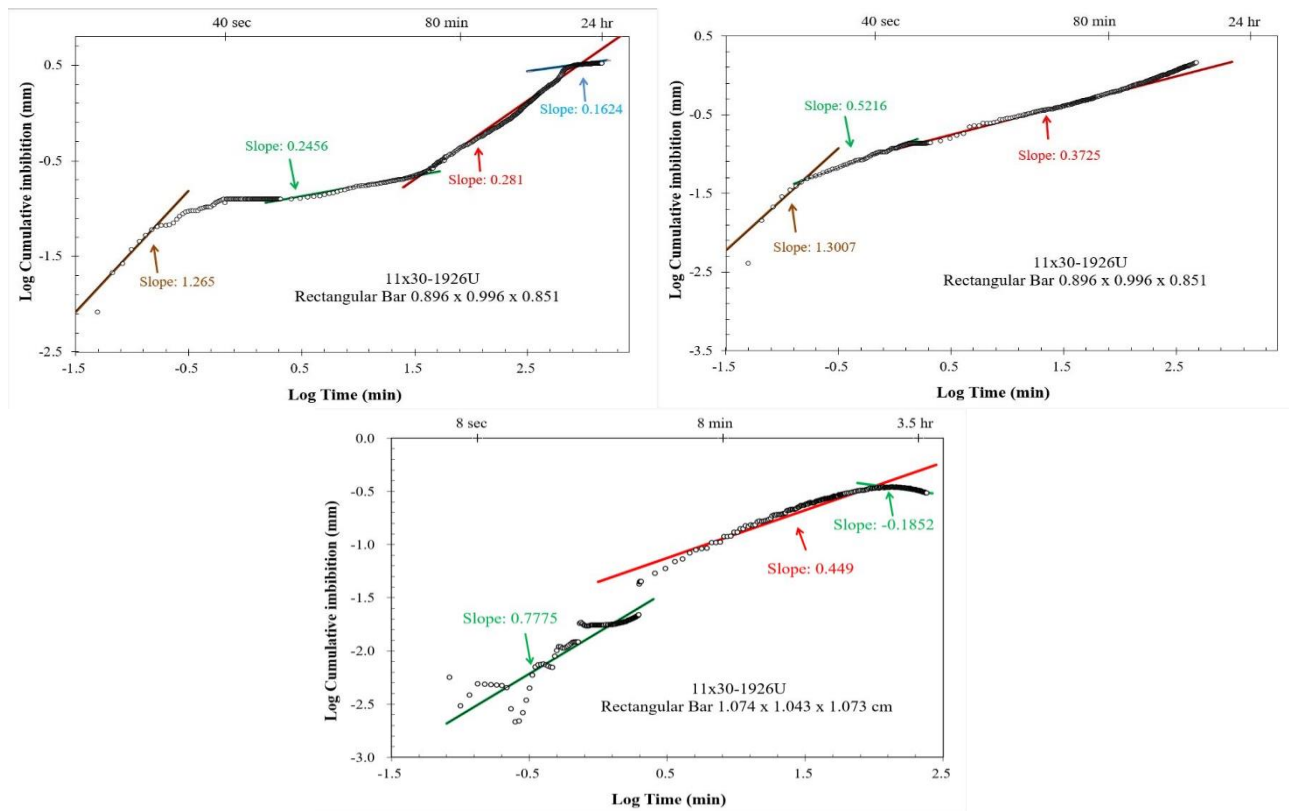 40 sec 80 min 24 hr
0.5
0.5
-0.5
-1.5
-2.5
-1.5 -0.5 0.5 1.5 2.5
Log Cumulative imbibition (mm)
Log Time (min)
Slope: 0.1624
Slope: 0.2456
Slope: 0.281
Slope: 1.265
11x30-1926U
Rectangular Bar 0.896 x 0.996 x 0.851
40 sec 80 min 24 hr
0.5
-0.5
-1.5
-2.5
-3.5
-1.5 -0.5 0.5 1.5 2.5
Log Cumulative imbibition (mm)
Log Time (min)
Slope: 0.5216
Slope: 0.3725
Slope: 1.3007
11x30-1926U
Rectangular Bar 0.896 x 0.996 x 0.851
8 sec 8 min 3.5 hr
0.0
-0.5
-1.0
-1.5
-2.0
-2.5
-3.0
-1.5 -0.5 0.5 1.5 2.5
Log Cumulative imbibition (mm)
Log Time (min)
Slope: -0.1852
Slope: 0.449
Slope: 0.7775
11x30-1926U
Rectangular Bar 1.074 x 1.043 x 1.073 cm